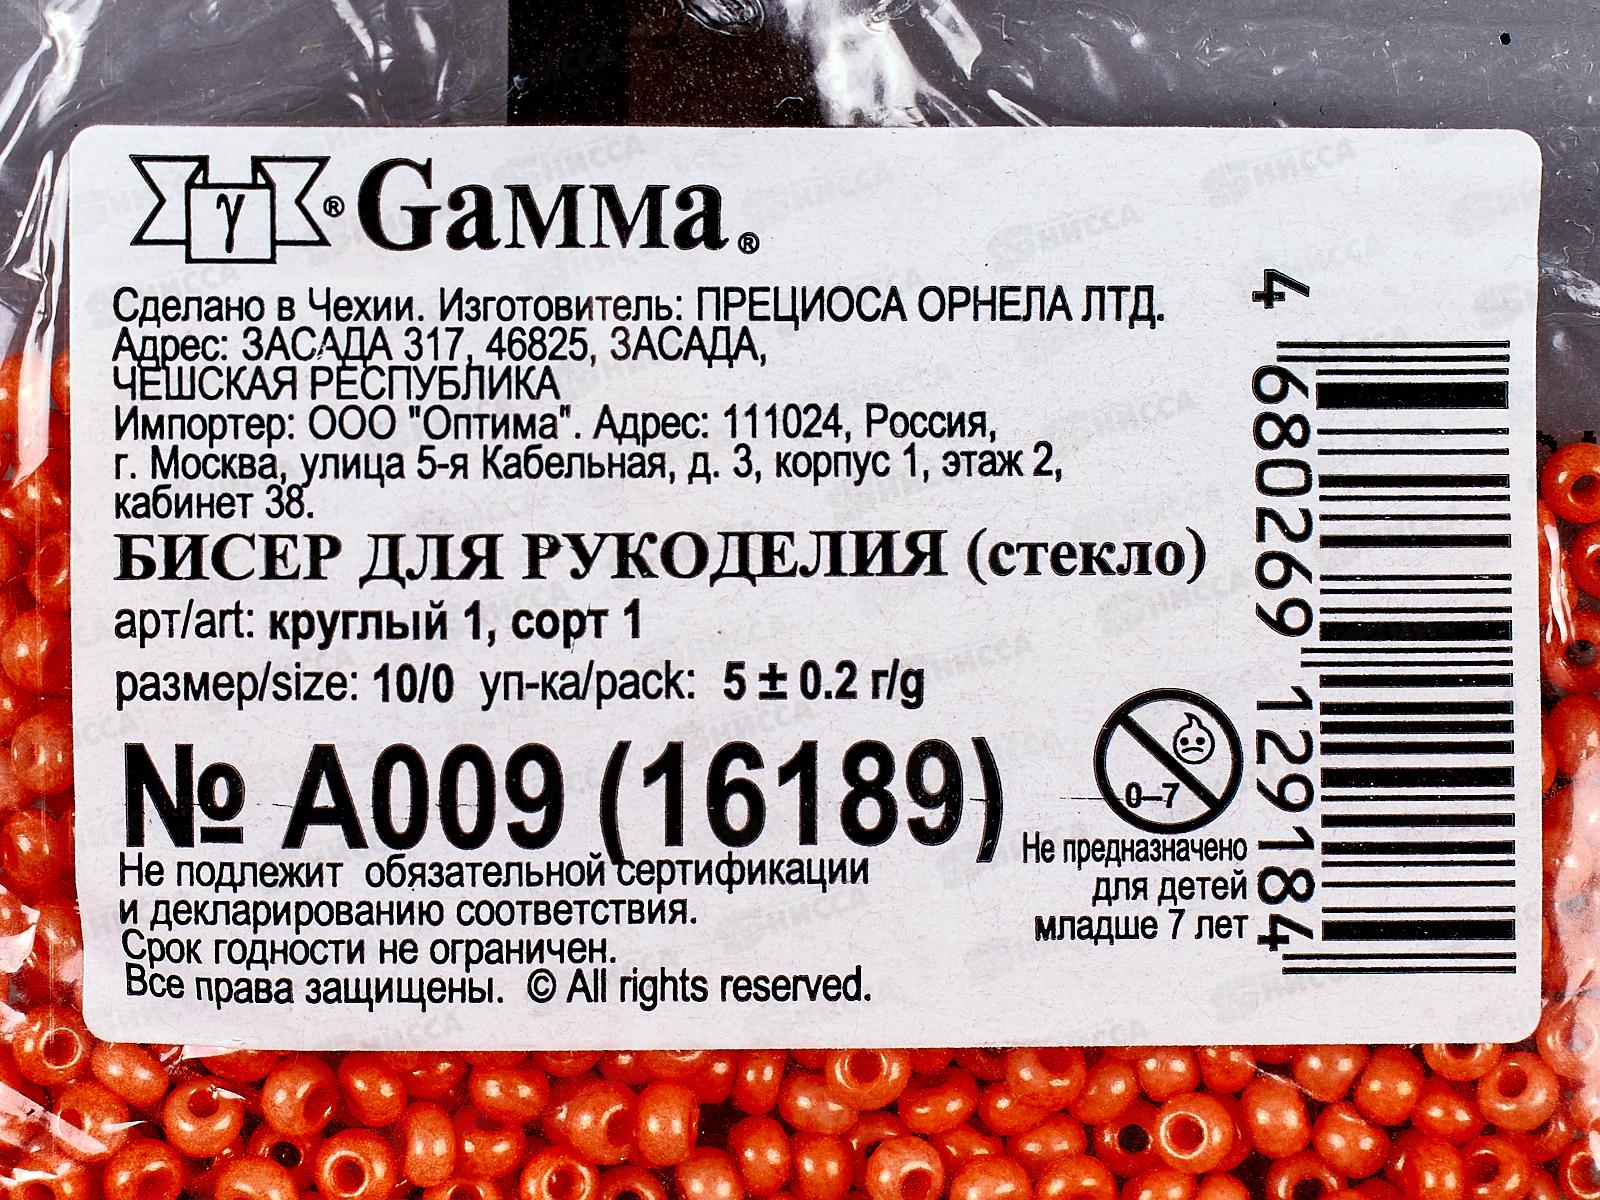 γ ® Gамма ®
Сделано в Чехии. Изготовитель: ПРЕЦИОСА ОРНЕЛА ЛТД.
Адрес: ЗАСАДА 317, 46825, ЗАСАДА,
ЧЕШСКАЯ РЕСПУБЛИКА
Импортер: ООО "Оптима". Адрес: 111024, Россия,
г. Москва, улица 5-я Кабельная, д. 3, корпус 1, этаж 2,
кабинет 38.
БИСЕР ДЛЯ РУКОДЕЛИЯ (стекло)
арт/art: круглый 1, сорт 1
размер/size: 10/0 уп-ка/pack: 5 ± 0.2 г/g
№ A009 (16189)
Не подлежит обязательной сертификации
и декларированию соответствия.
Срок годности не ограничен.
Все права защищены. © All rights reserved.
0–7
Не предназначено
для детей
младше 7 лет
4 680269 129184
НИССА